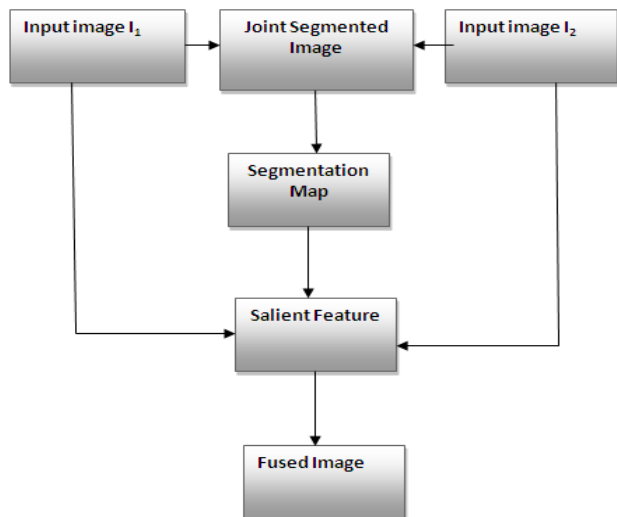 Input image I₁
Joint Segmented
Image
Input image I₂
Segmentation
Map
Salient Feature
Fused Image